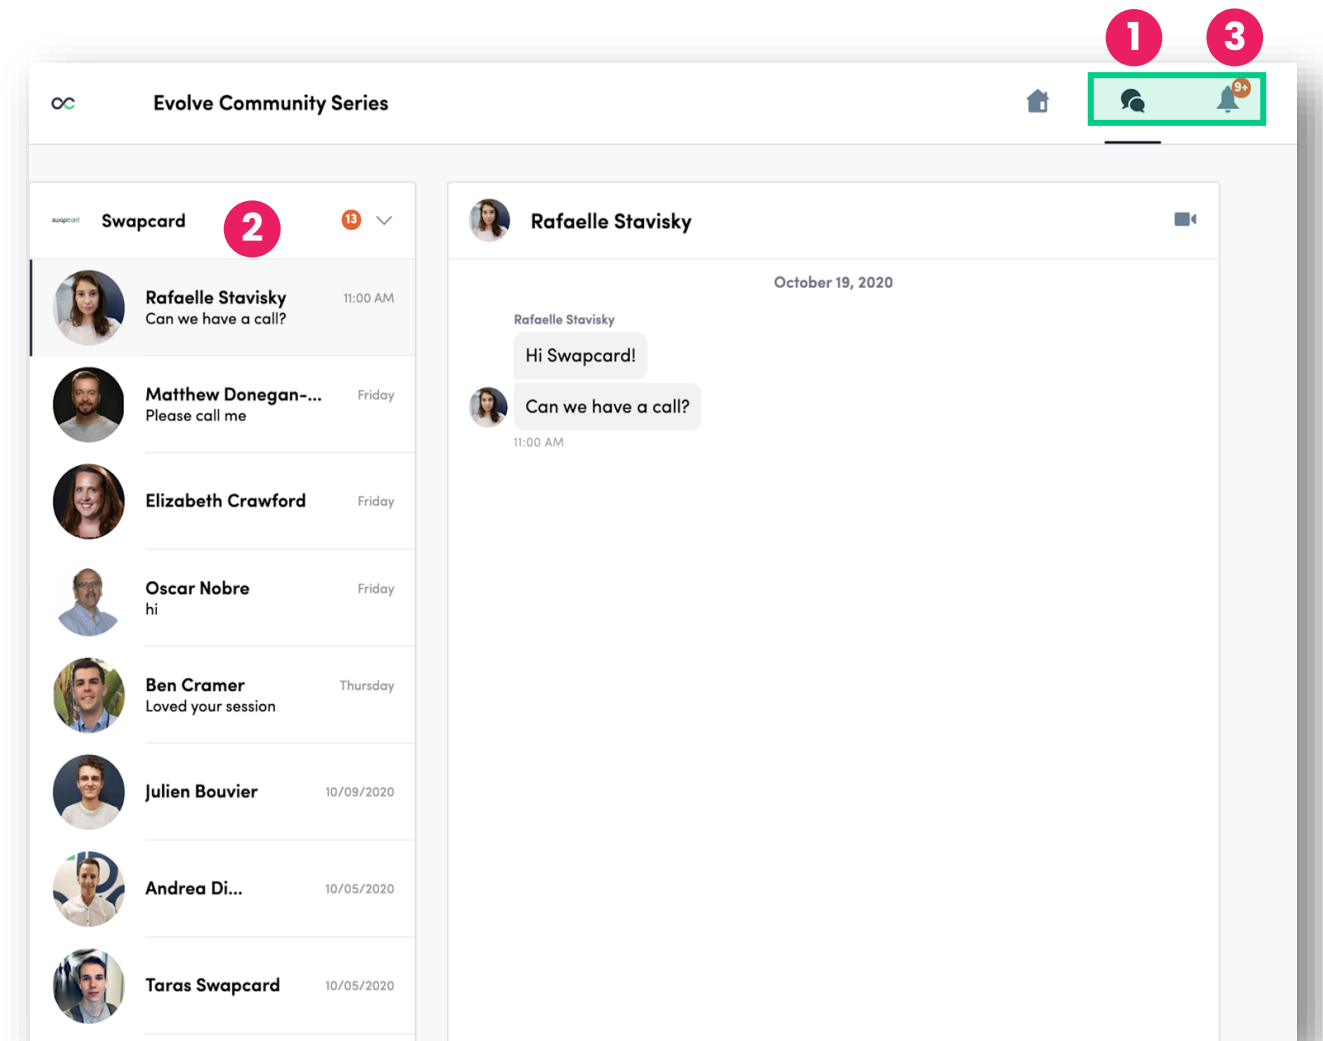 1
3
Evolve Community Series
9+
swapcard
Swapcard
2
13
Rafaelle Stavisky
11:00 AM
Can we have a call?
Matthew Donegan-...
Friday
Please call me
Elizabeth Crawford
Friday
Oscar Nobre
Friday
hi
Ben Cramer
Thursday
Loved your session
Julien Bouvier
10/09/2020
Andrea Di...
10/05/2020
Taras Swapcard
10/05/2020
Rafaelle Stavisky
October 19, 2020
Rafaelle Stavisky
Hi Swapcard!
Can we have a call?
11:00 AM